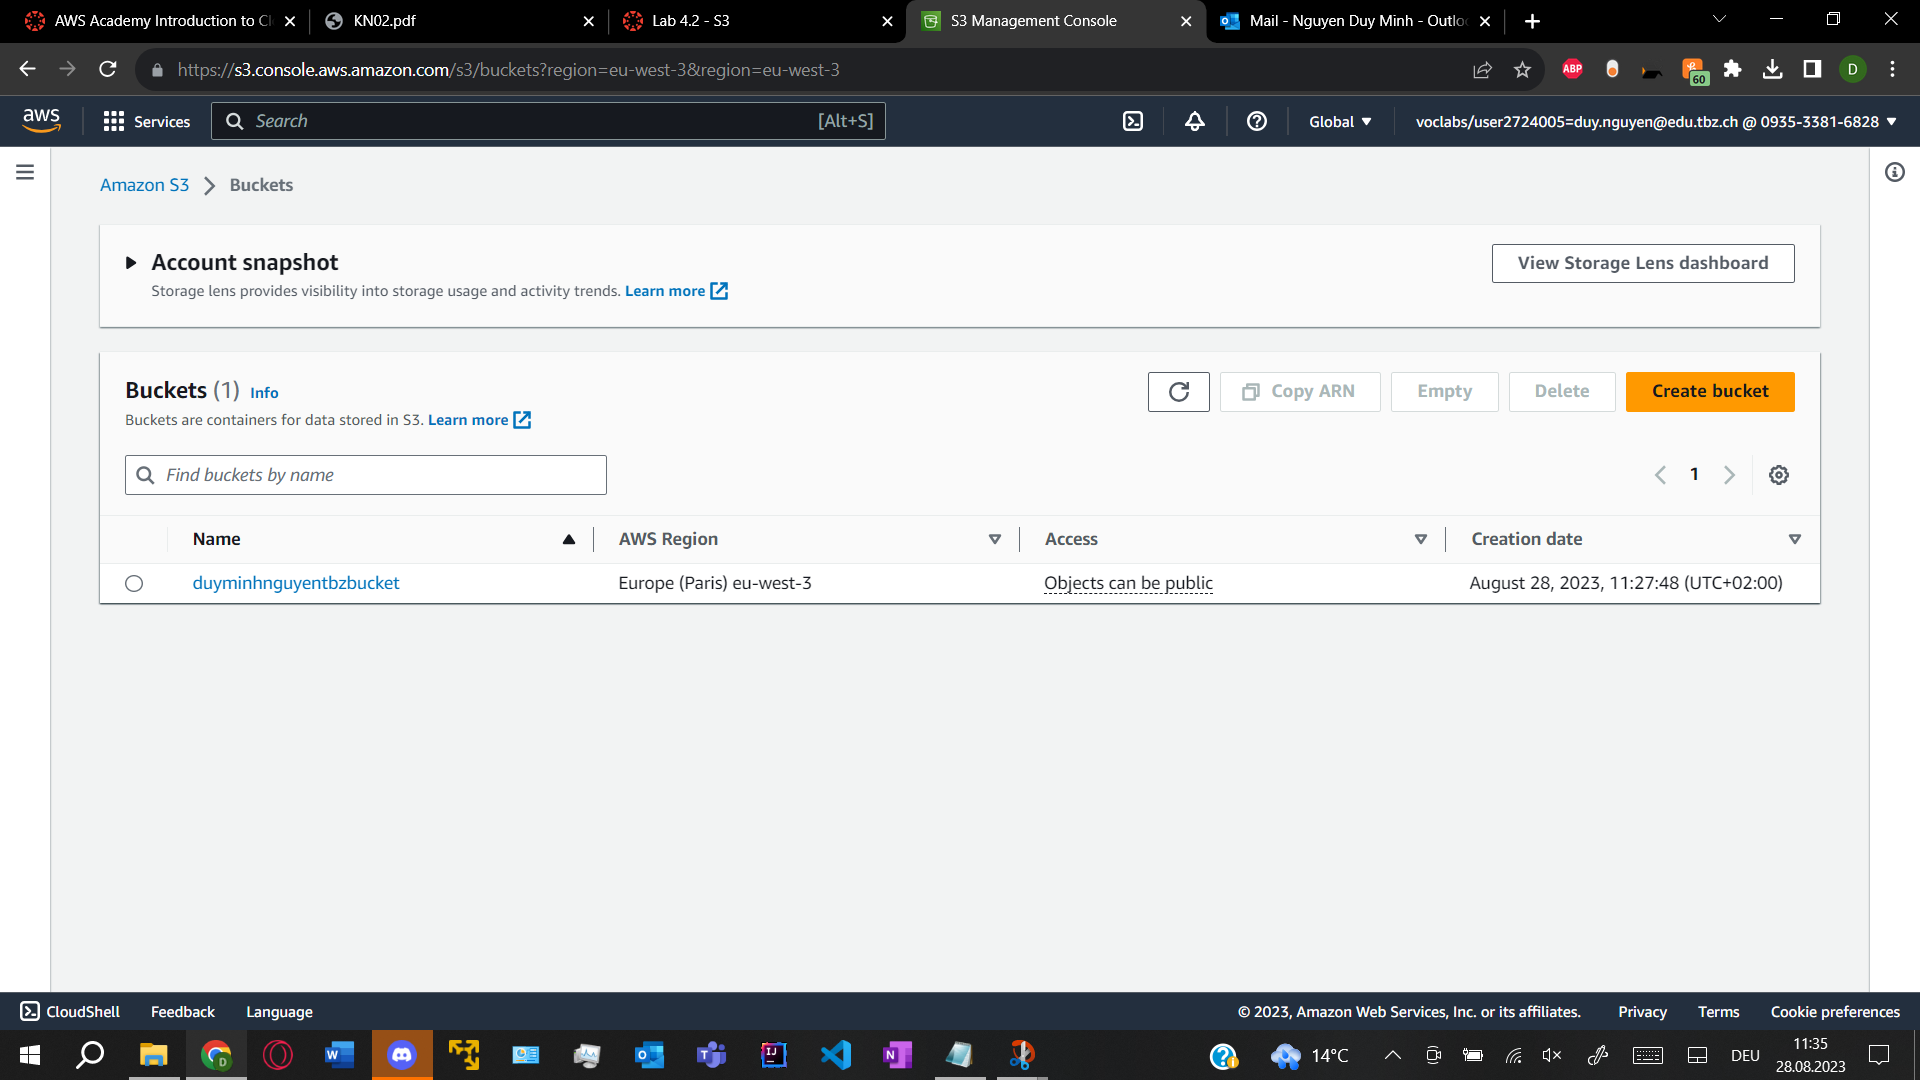 AWS Academy Introduction to Cl
KN02.pdf
Lab 4.2 - S3
S3 Management Console
Mail - Nguyen Duy Minh - Outlo
https://s3.console.aws.amazon.com/s3/buckets?region=eu-west-3&region=eu-west-3
ABP
60
D
aws
Services
Search
[Alt+S]
Global
voclabs/user2724005=duy.nguyen@edu.tbz.ch @ 0935-3381-6828
Amazon S3 > Buckets
Account snapshot
View Storage Lens dashboard
Storage lens provides visibility into storage usage and activity trends. Learn more
Buckets (1) Info
Copy ARN
Empty
Delete
Create bucket
Buckets are containers for data stored in S3. Learn more
Find buckets by name
1
Name
AWS Region
Access
Creation date
duyminhnguyentbzbucket
Europe (Paris) eu-west-3
Objects can be public
August 28, 2023, 11:27:48 (UTC+02:00)
CloudShell
Feedback
Language
© 2023, Amazon Web Services, Inc. or its affiliates.
Privacy
Terms
Cookie preferences
14°C
DEU
11:35
28.08.2023